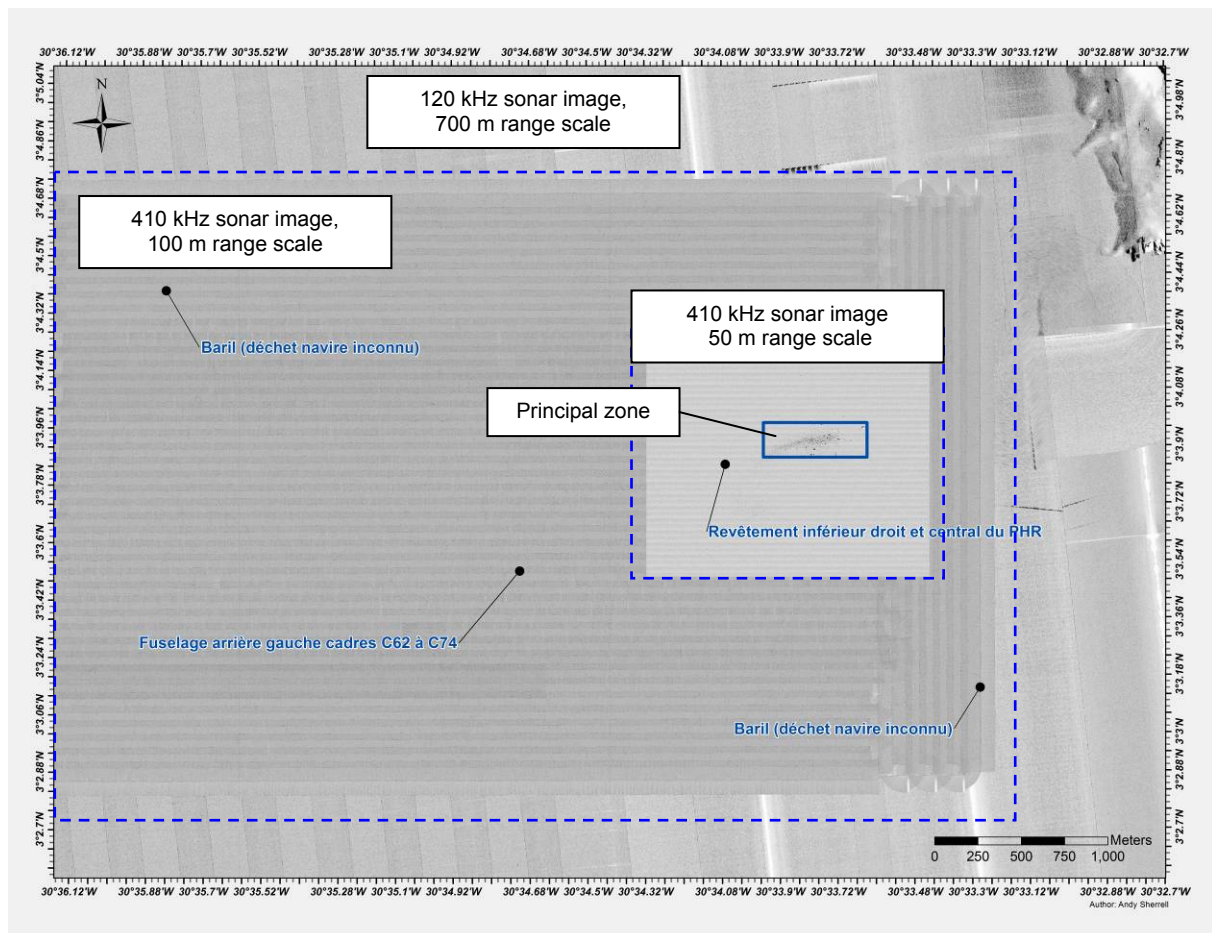 30°36.12'W 30°35.88'W 30°35.7'W 30°35.52'W 30°35.28'W 30°35.1'W 30°34.92'W 30°34.68'W 30°34.5'W 30°34.32'W 30°34.08'W 30°33.9'W 30°33.72'W 30°33.48'W 30°33.3'W 30°33.12'W 30°32.88'W 30°32.7'W
N
120 kHz sonar image,
700 m range scale
410 kHz sonar image,
100 m range scale
Baril (déchet navire inconnu)
410 kHz sonar image
50 m range scale
Principal zone
Revêtement inférieur droit et central du PHR
Fuselage arrière gauche cadres C62 à C74
Baril (déchet navire inconnu)
3°5.04'N
3°4.86'N
3°4.68'N
3°4.5'N
3°4.32'N
3°4.14'N
3°3.96'N
3°3.78'N
3°3.6'N
3°3.42'N
3°3.24'N
3°3.06'N
3°2.88'N
3°2.7'N
3°4.98'N
3°4.8'N
3°4.62'N
3°4.44'N
3°4.26'N
3°4.08'N
3°3.9'N
3°3.72'N
3°3.54'N
3°3.36'N
3°3.18'N
3°3'N
3°2.88'N
3°2.7'N
Meters
0 250 500 750 1,000
30°36.12'W 30°35.88'W 30°35.7'W 30°35.52'W 30°35.28'W 30°35.1'W 30°34.92'W 30°34.68'W 30°34.5'W 30°34.32'W 30°34.08'W 30°33.9'W 30°33.72'W 30°33.48'W 30°33.3'W 30°33.12'W 30°32.88'W 30°32.7'W
Author: Andy Sherrell